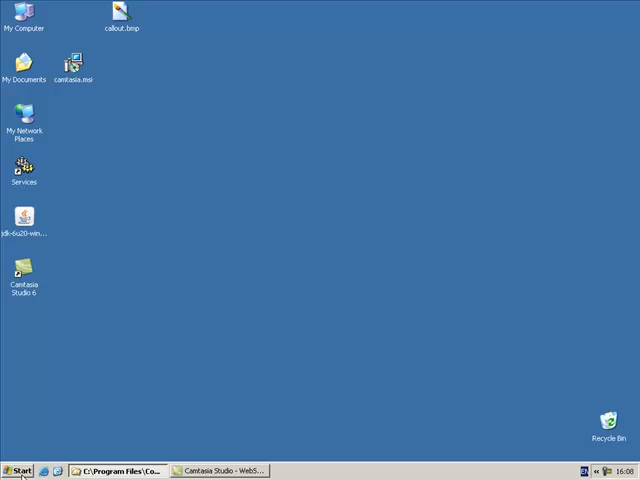 My Computer
callout.bmp
My Documents
camtasia.msi
My Network
Places
Services
jdk-6u20-win...
Camtasia
Studio 6
Recycle Bin
Start
C:\Program Files\Co...
Camtasia Studio - WebS...
EN
«
16:08